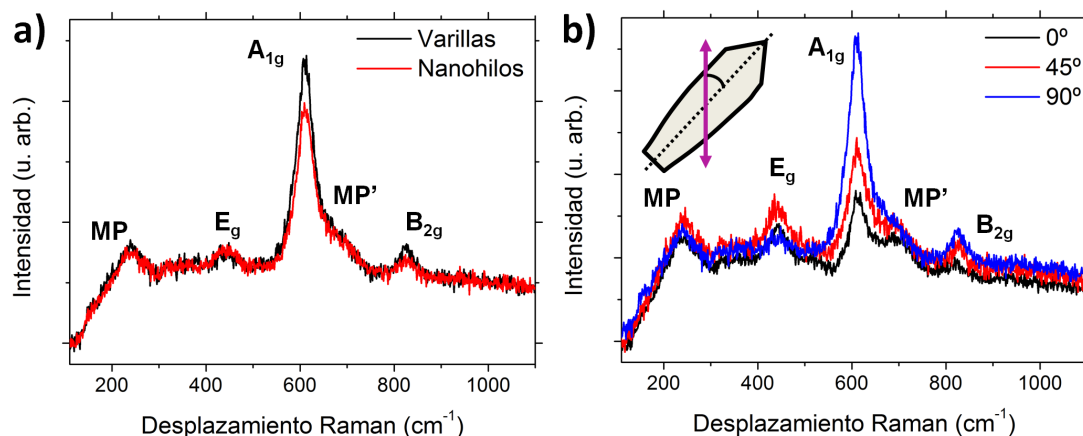 a)
Varillas
Nanohilos
A1g
MP
Eg
MP'
B2g
Intensidad (u. arb.)
200 400 600 800 1000
Desplazamiento Raman (cm-1)
b)
0º
45º
90º
A1g
MP
Eg
MP'
B2g
Intensidad (u. arb.)
200 400 600 800 1000
Desplazamiento Raman (cm-1)